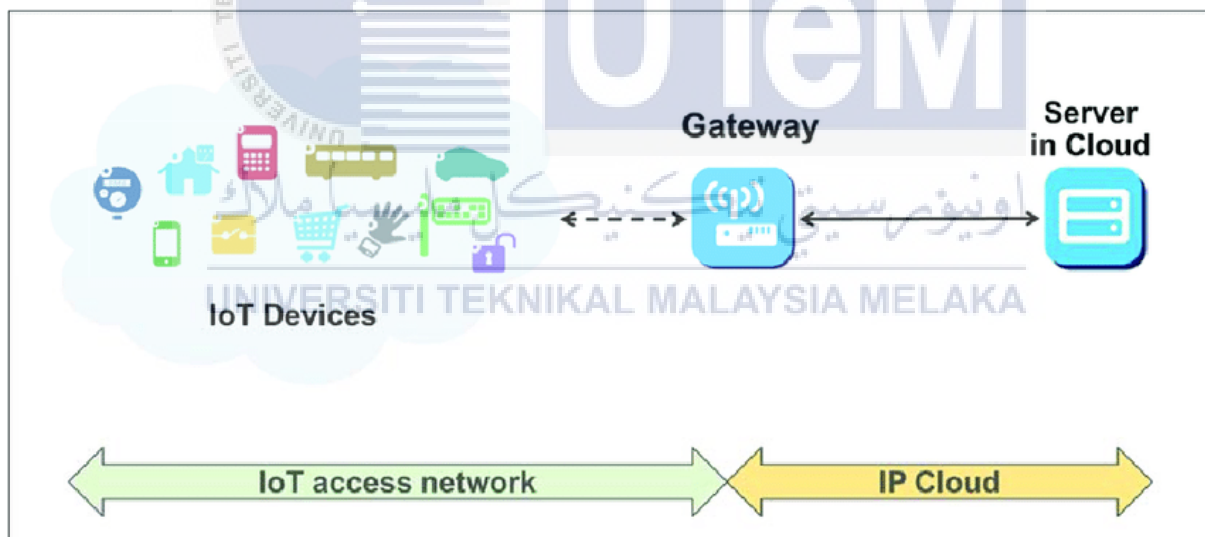 UTeM
UNIVERSITI
Gateway
Server
in Cloud
اونيۏرسيتي تيكنيكل مليسيا ملاك
UNIVERSITI TEKNIKAL MALAYSIA MELAKA
IoT Devices
IoT access network
IP Cloud